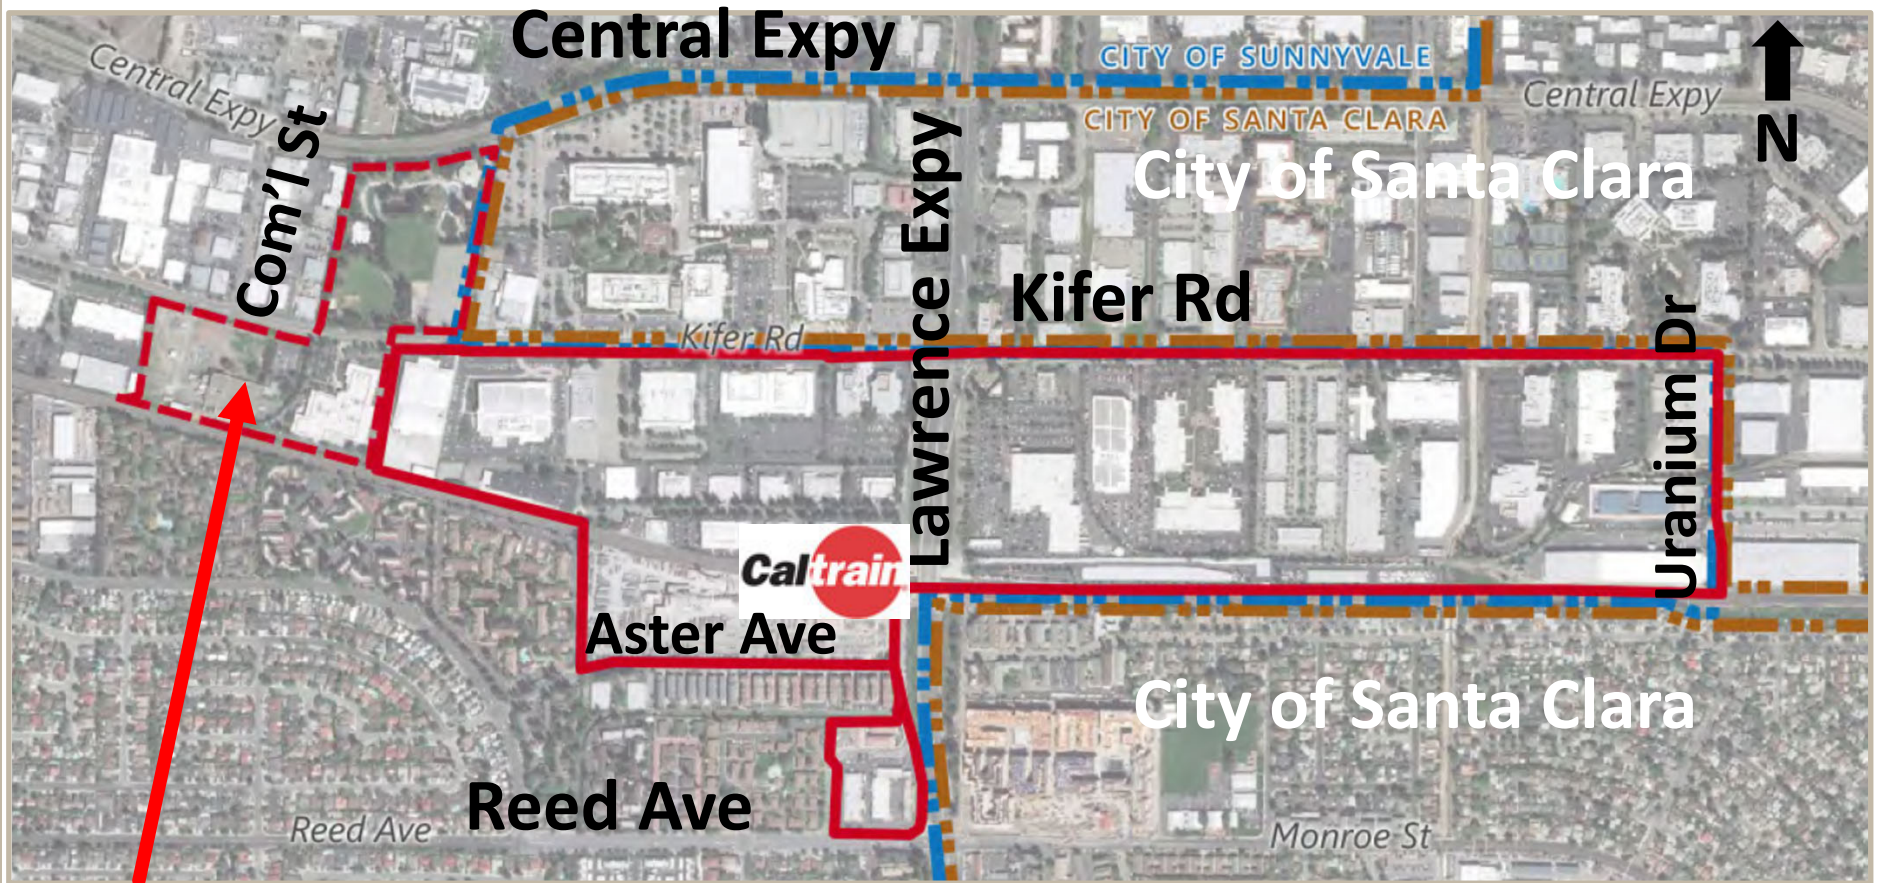 Central Expy
CITY OF SUNNYVALE
Central Expy
Central Expy
CITY OF SANTA CLARA
N
Com'l St
Lawrence Expy
City of Santa Clara
Kifer Rd
Kifer Rd
Uranium Dr
Caltrain
Aster Ave
City of Santa Clara
Reed Ave
Reed Ave
Monroe St